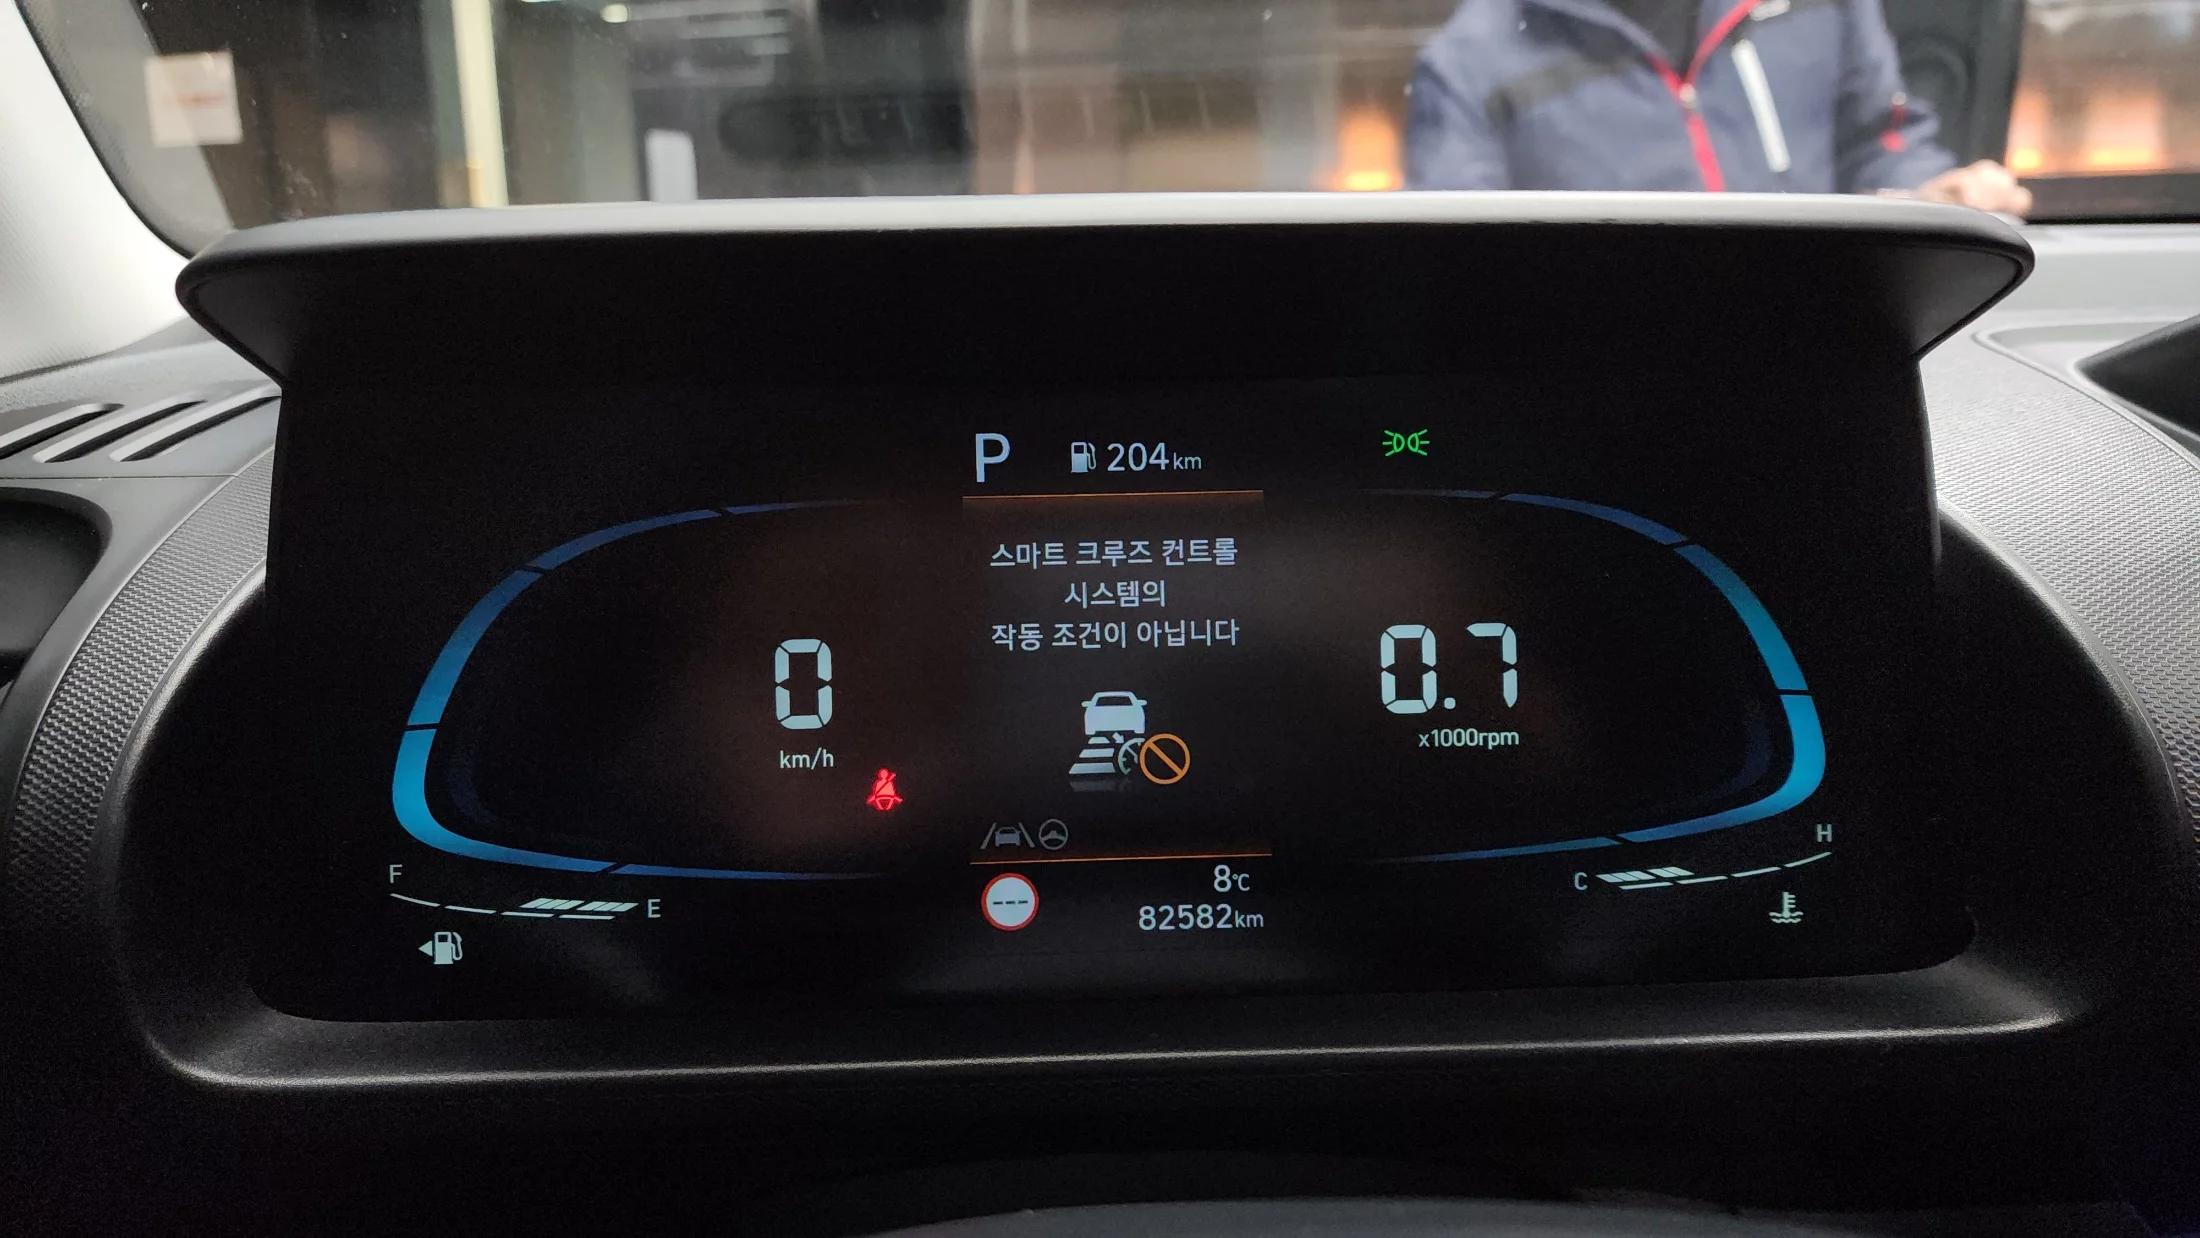 P 204km
스마트 크루즈 컨트롤
시스템의
작동 조건이 아닙니다
0
km/h
0.7
x1000rpm
F
E
---
8℃
82582km
C
H